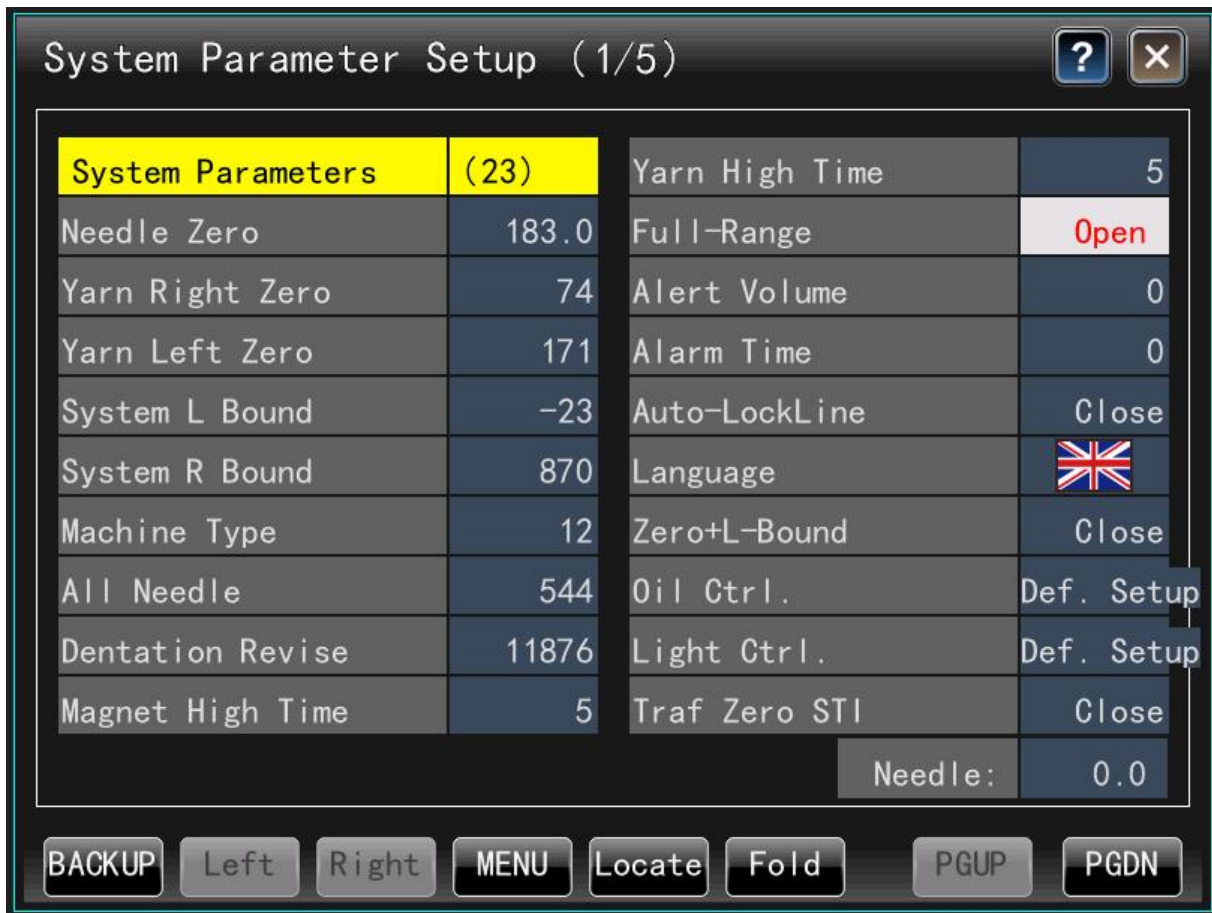 System Parameter Setup (1/5)
?
×
System Parameters (23)
Needle Zero 183.0
Yarn Right Zero 74
Yarn Left Zero 171
System L Bound -23
System R Bound 870
Machine Type 12
All Needle 544
Dentation Revise 11876
Magnet High Time 5
Yarn High Time 5
Full-Range Open
Alert Volume 0
Alarm Time 0
Auto-LockLine Close
Language
Zero+L-Bound Close
Oil Ctrl. Def. Setup
Light Ctrl. Def. Setup
Traf Zero STI Close
Needle: 0.0
BACKUP Left Right MENU Locate Fold PGUP PGDN